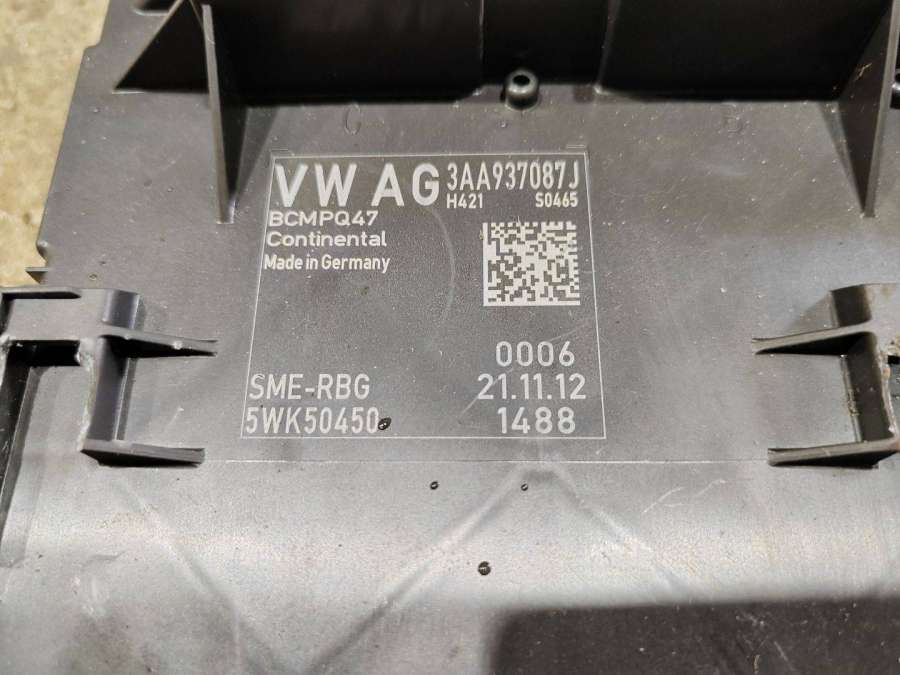 VW AG 3AA937087J
H421 S0465
BCMPQ47
Continental
Made in Germany
0006
SME-RBG 21.11.12
5WK50450 1488